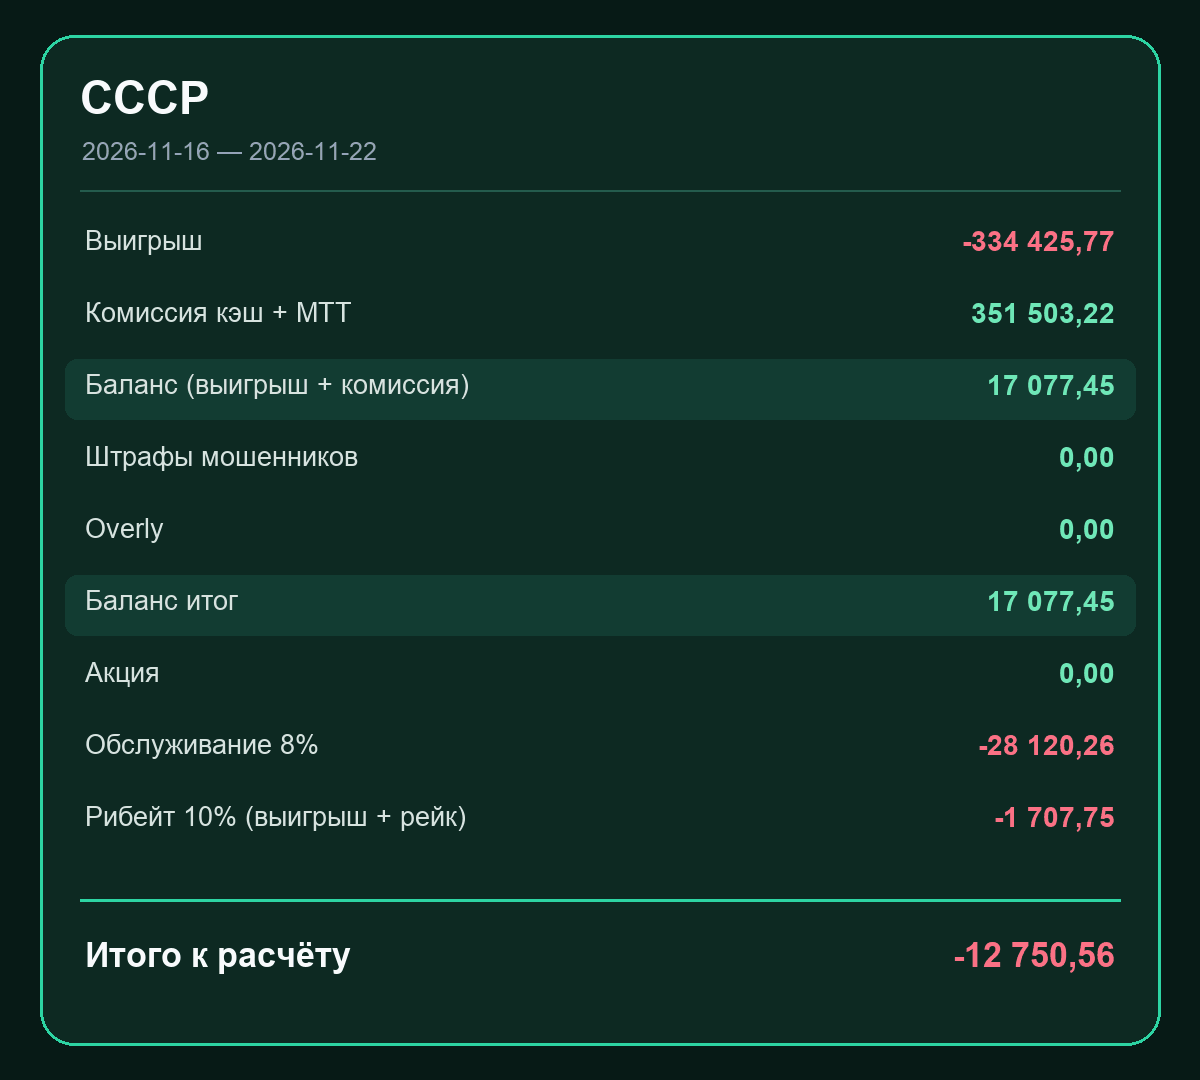 СССР
2026-11-16 — 2026-11-22
Выигрыш -334 425,77
Комиссия кэш + МТТ 351 503,22
Баланс (выигрыш + комиссия) 17 077,45
Штрафы мошенников 0,00
Overly 0,00
Баланс итог 17 077,45
Акция 0,00
Обслуживание 8% -28 120,26
Рибейт 10% (выигрыш + рейк) -1 707,75
Итого к расчёту -12 750,56